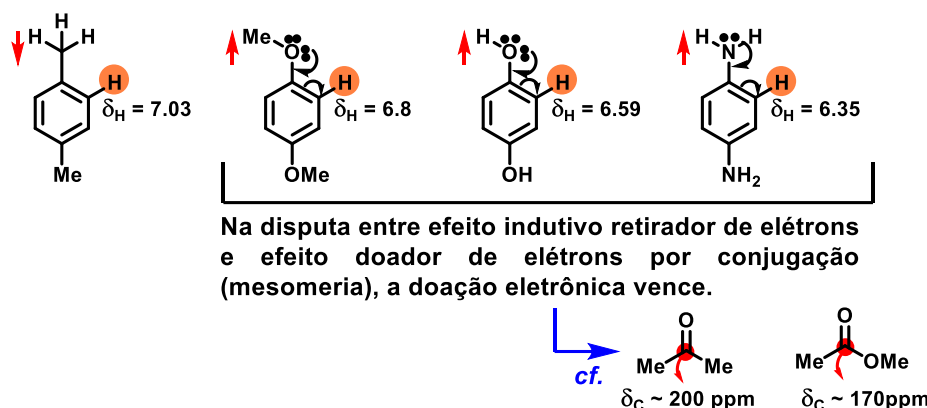 H
H H Me O H O H N H
H H H H
δH = 7.03 δH = 6.8 δH = 6.59 δH = 6.35
Me OMe OH NH2
Na disputa entre efeito indutivo retirador de elétrons
e efeito doador de elétrons por conjugação
(mesomeria), a doação eletrônica vence.
O O
cf. Me Me Me OMe
δC ~ 200 ppm δC ~ 170ppm